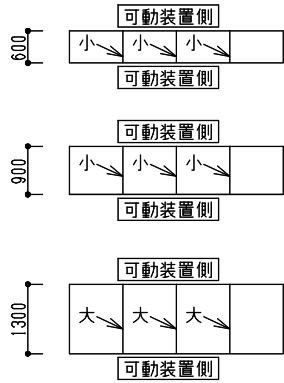 可動装置側
600
小 小 小
可動装置側
可動装置側
900
小 小 小
可動装置側
可動装置側
1300
大 大 大
可動装置側